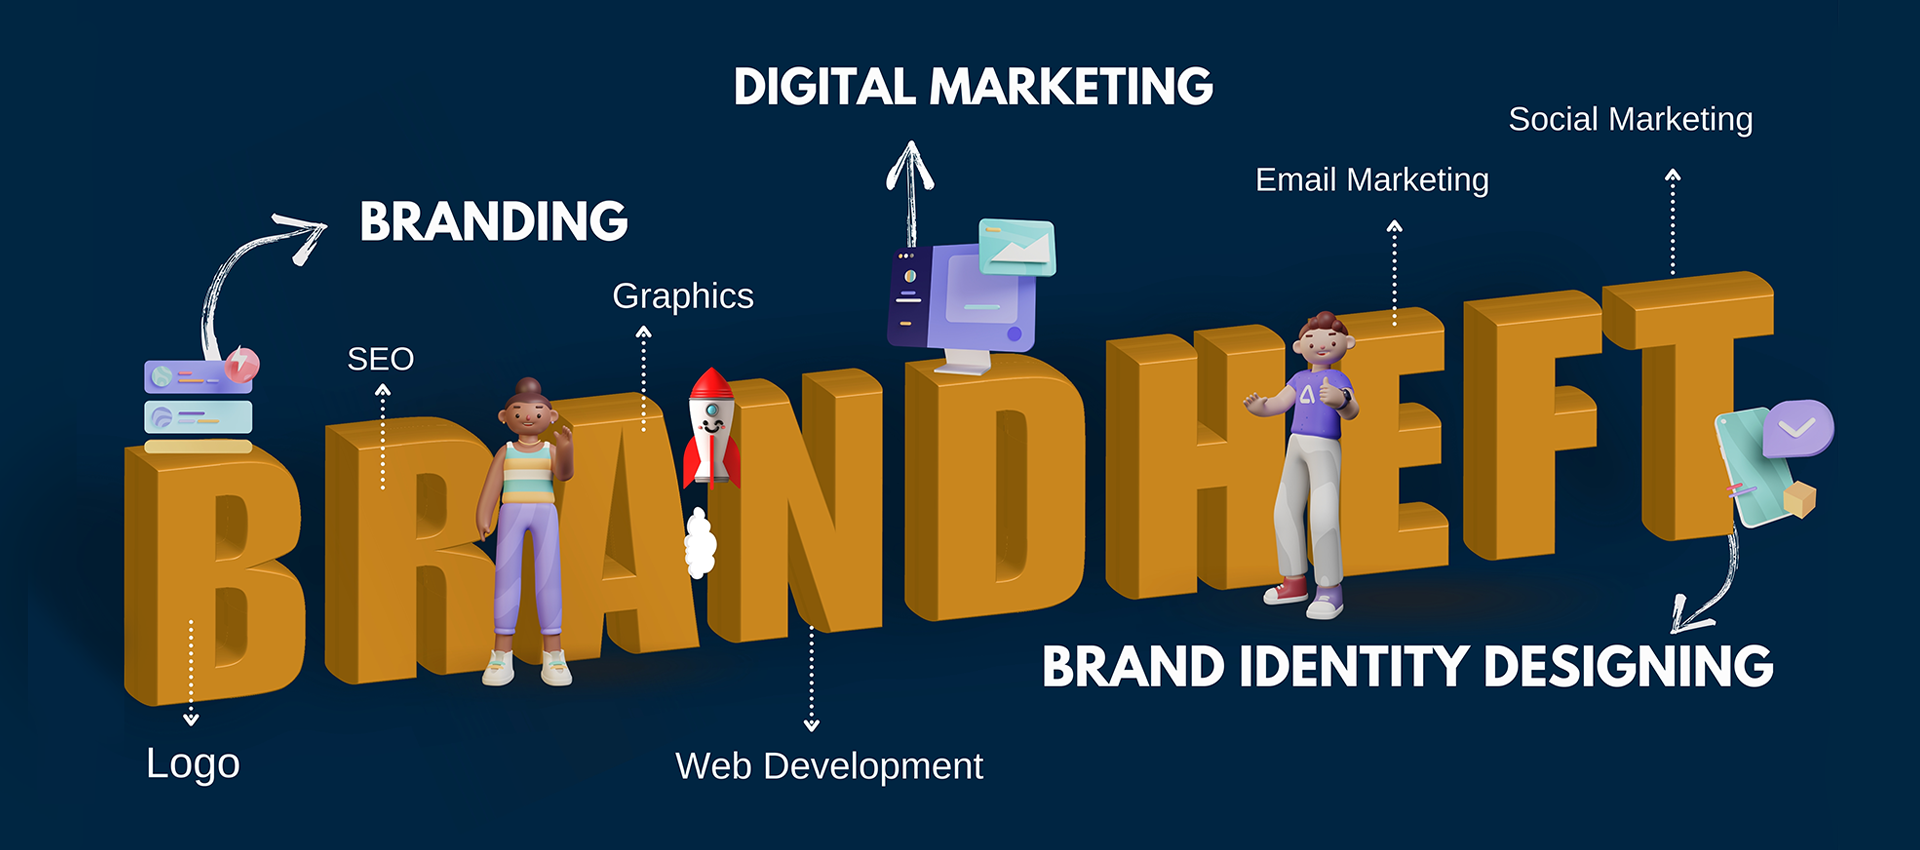 DIGITAL MARKETING
Social Marketing
Email Marketing
BRANDING
Graphics
SEO
BRANDHEFT
BRAND IDENTITY DESIGNING
Logo
Web Development